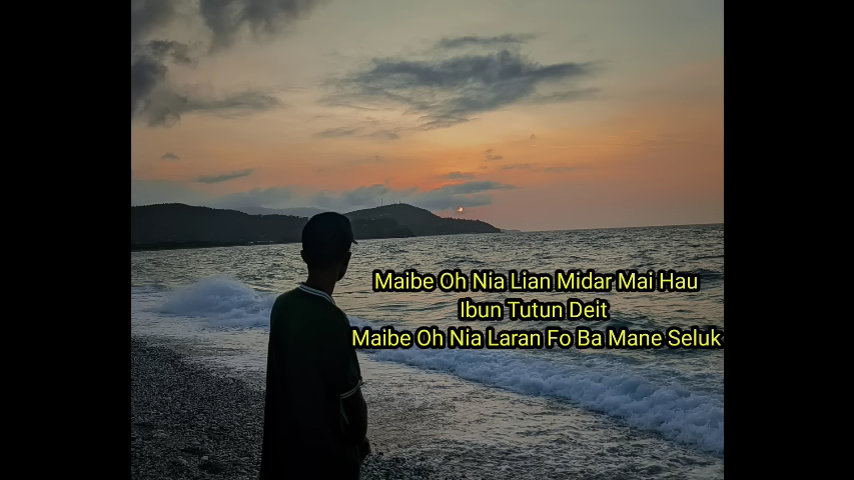 Maibe Oh Nia Lian Midar Mai Hau
Ibun Tutun Deit
Maibe Oh Nia Laran Fo Ba Mane Seluk